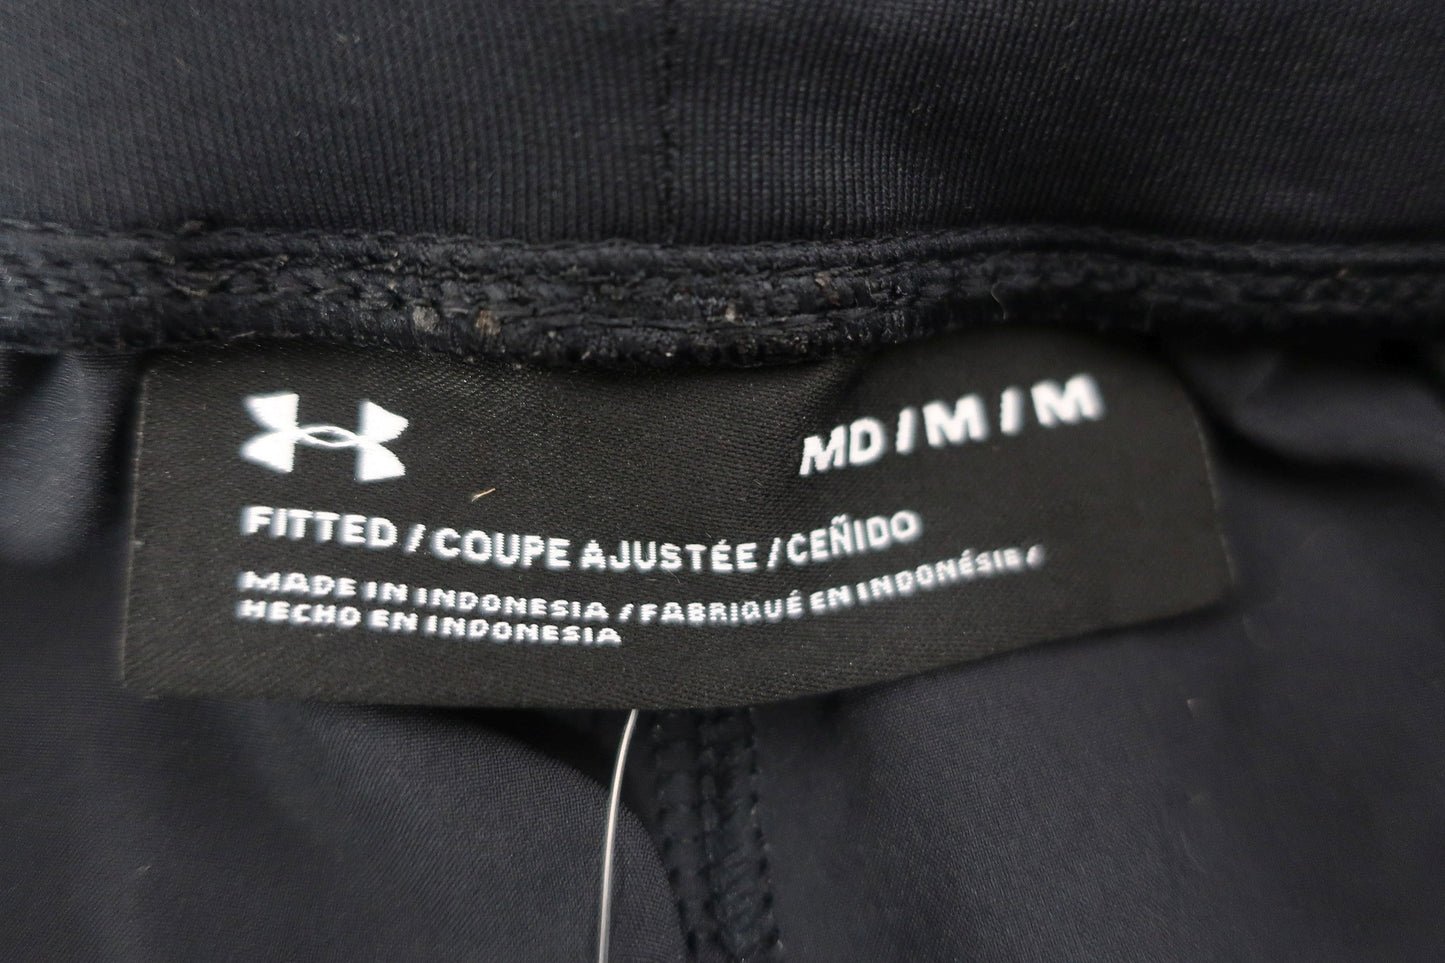 MD / M / M
FITTED / COUPE AJUSTÉE / CEÑIDO
MADE IN INDONESIA / FABRIQUÉ EN INDONÉSIE /
HECHO EN INDONESIA